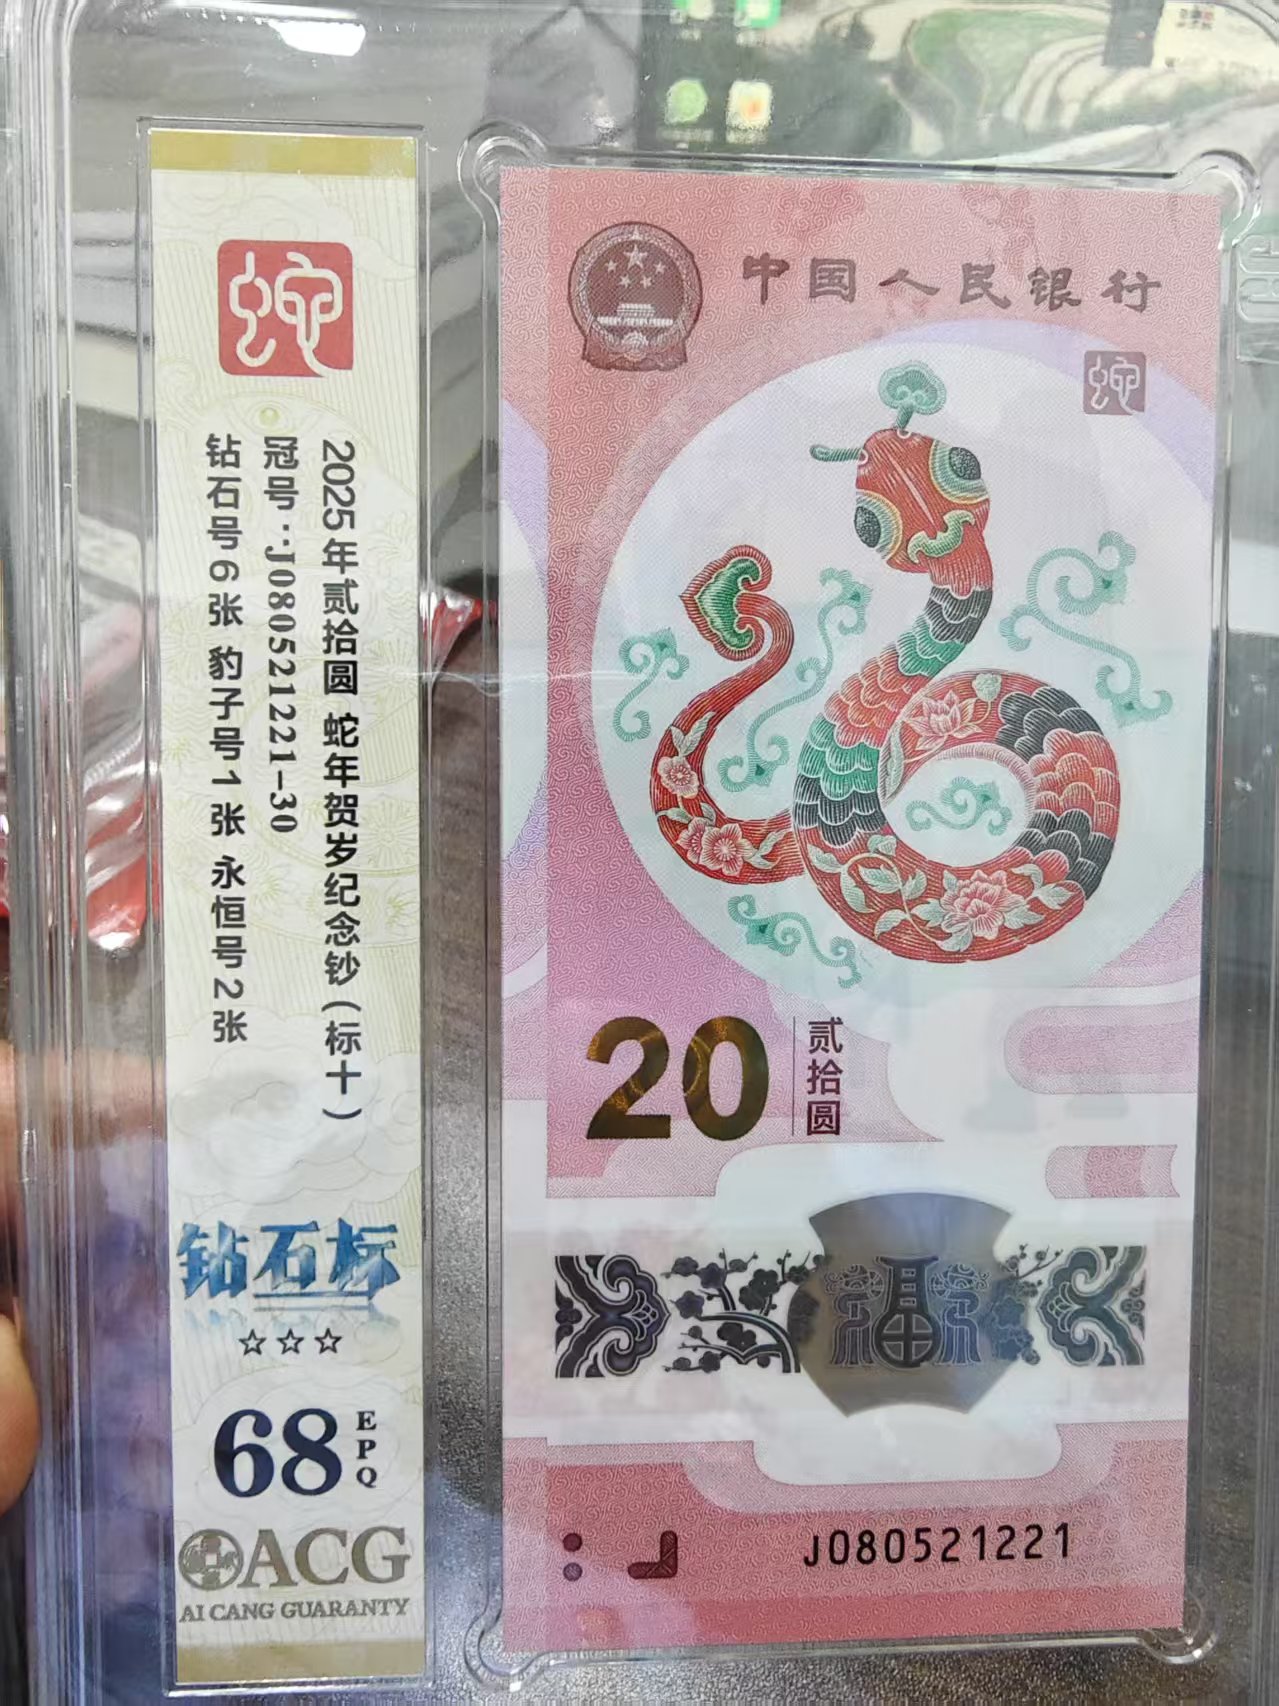 蛇
2025年贰拾圆 蛇年贺岁纪念钞(标十)
冠号:J080521221-30
钻石号6张 豹子号1张 永恒号2张
钻石标
☆☆☆
68 EPQ
ACG
AI CANG GUARANTY
中国人民银行
蛇
20 贰拾圆
福
J080521221